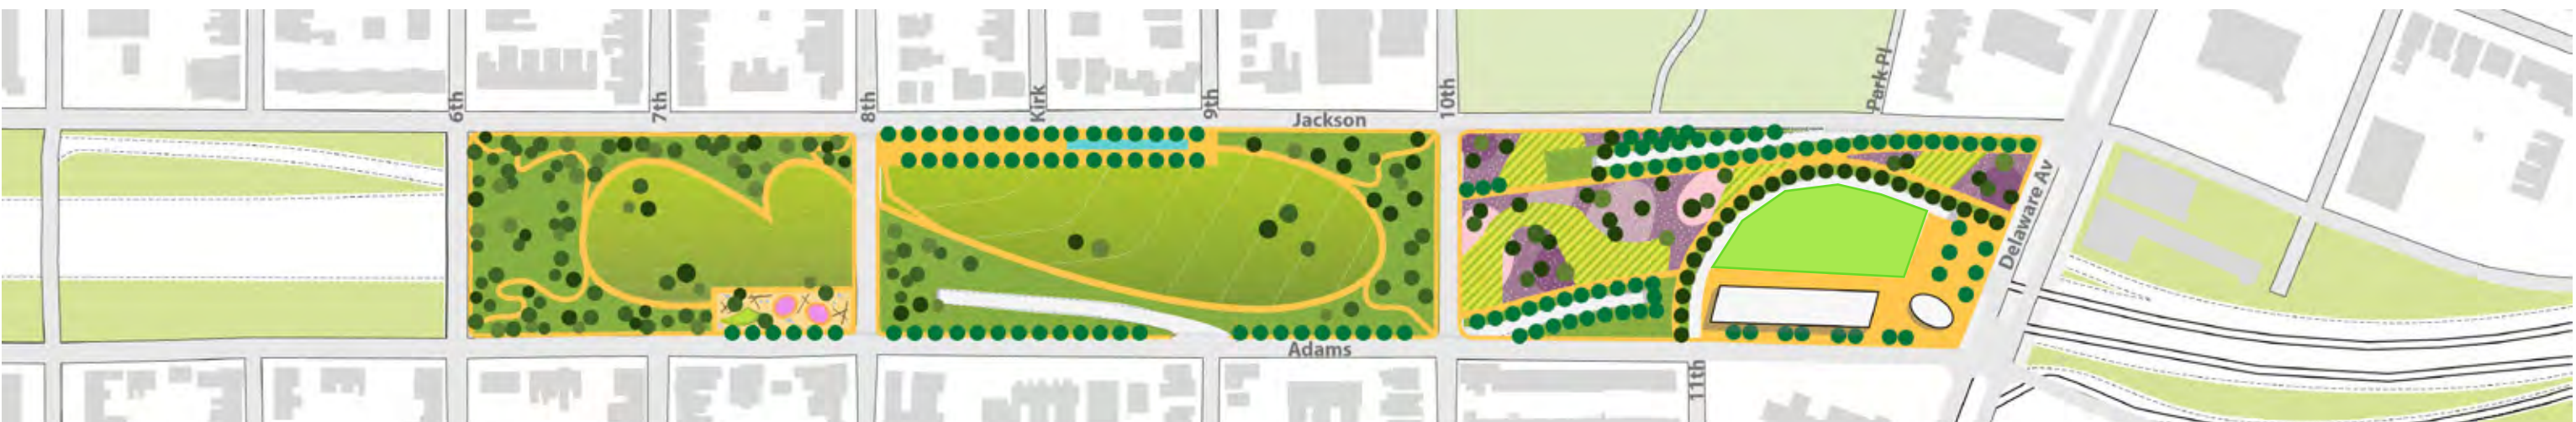 6th
7th
8th
Kirk
9th
Jackson
10th
Park Pl
Delaware Av
Adams
11th